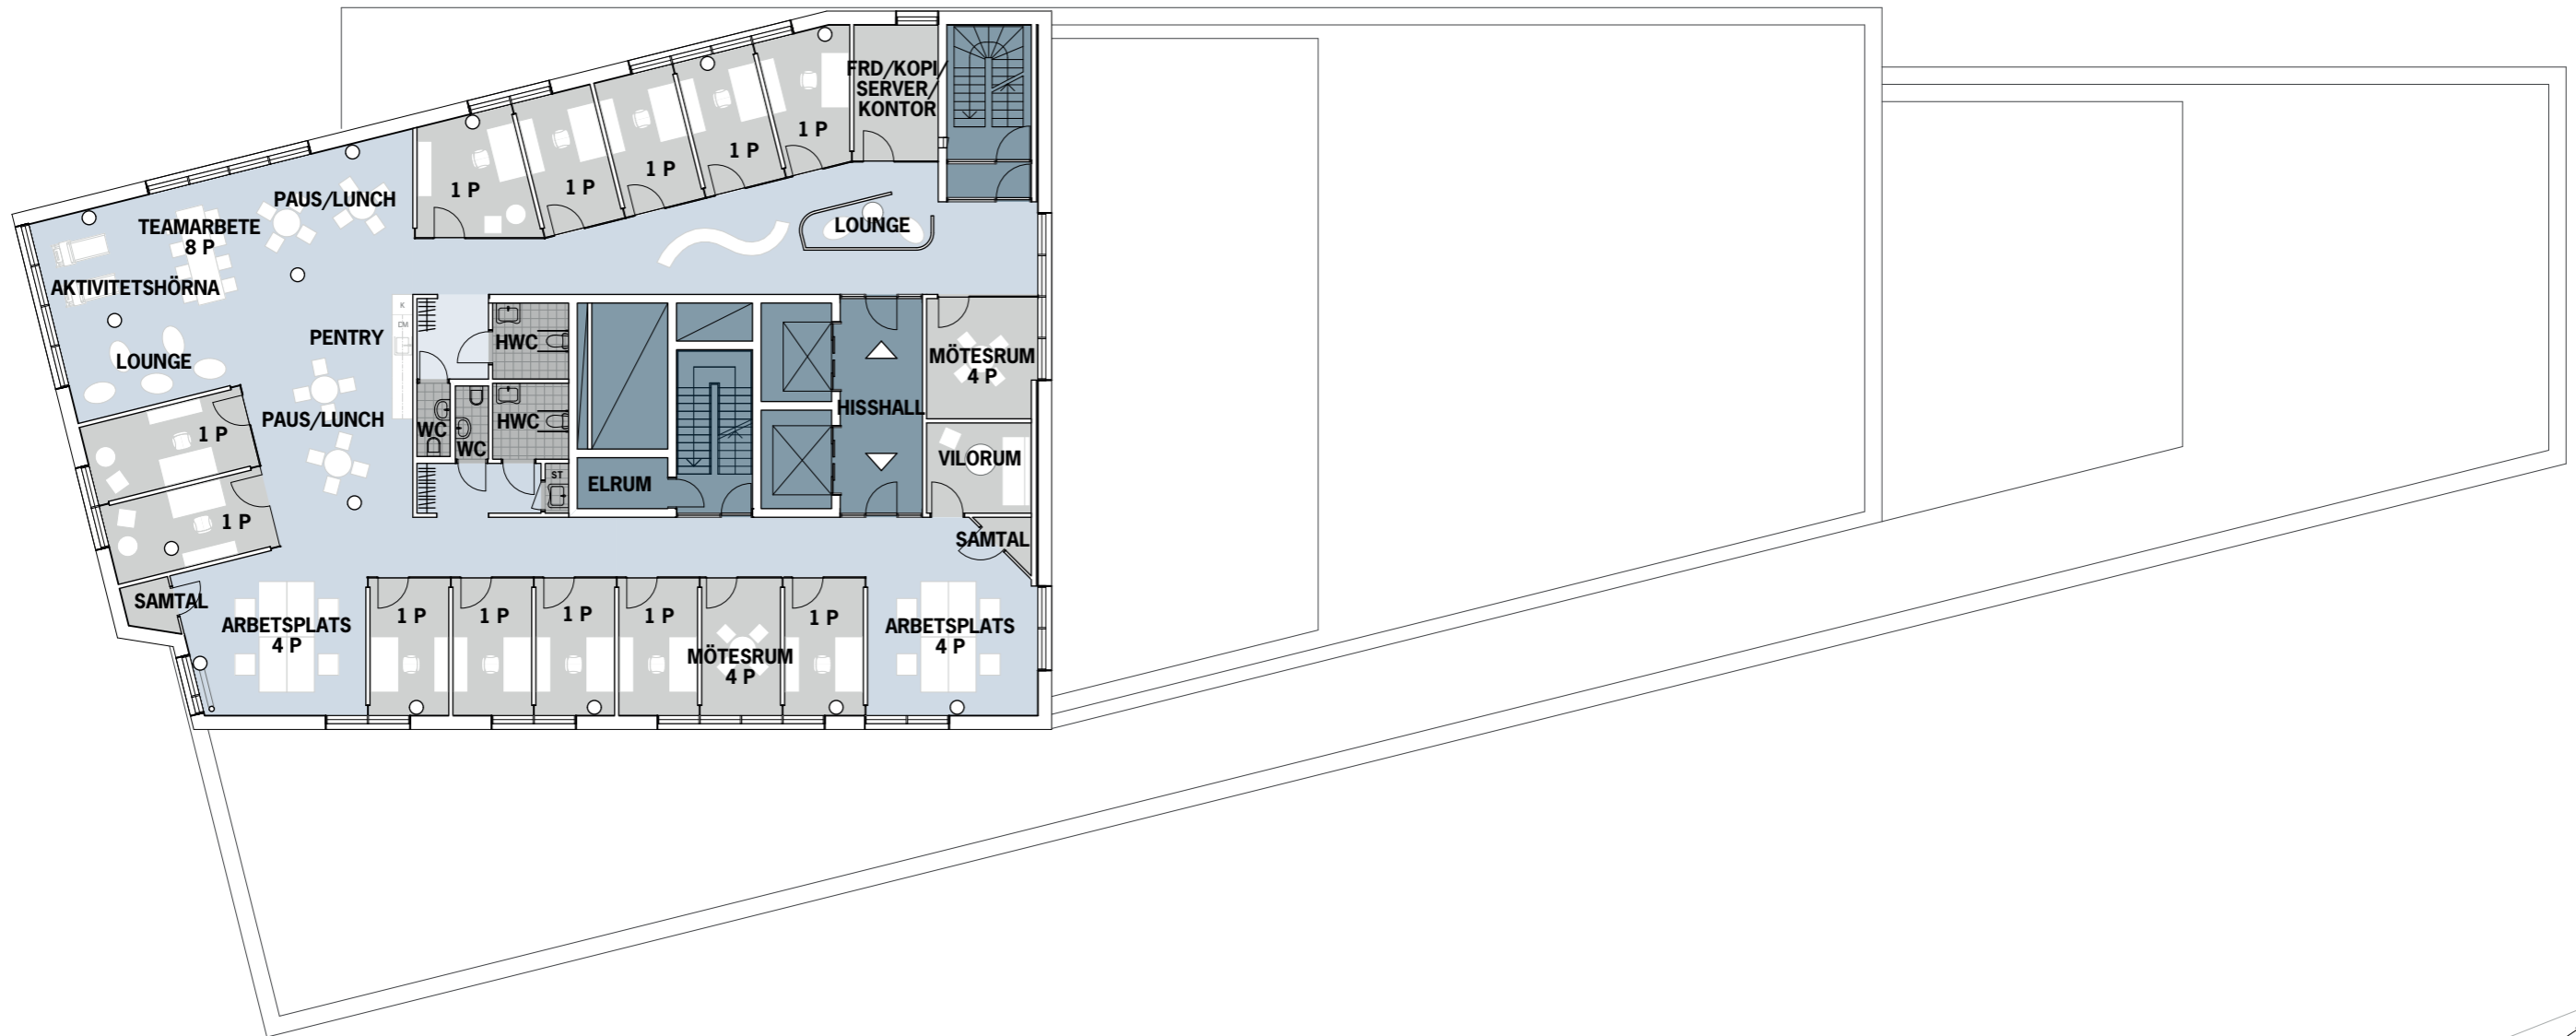 FRD/KOPI/
SERVER/
KONTOR
1 P
1 P
1 P
1 P
1 P
PAUS/LUNCH
TEAMARBETE
8 P
LOUNGE
AKTIVITETSHÖRNA
K
DM
PENTRY
HWC
LOUNGE
MÖTESRUM
4 P
HISSHALL
PAUS/LUNCH
HWC
WC
WC
1 P
VILORUM
ST
ELRUM
1 P
SAMTAL
SAMTAL
1 P
1 P
1 P
1 P
1 P
ARBETSPLATS
4 P
ARBETSPLATS
4 P
MÖTESRUM
4 P